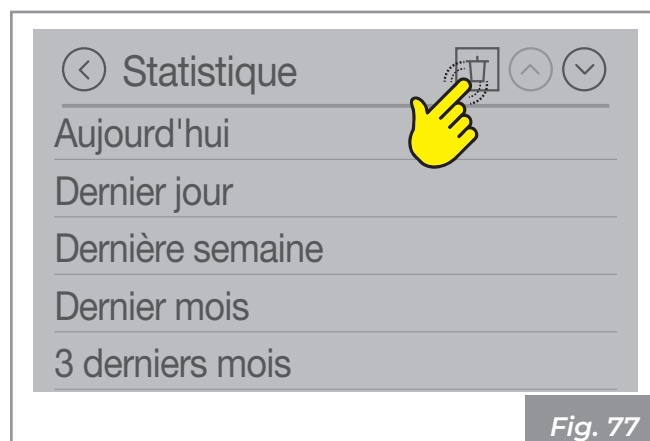 Statistique
Aujourd'hui
Dernier jour
Dernière semaine
Dernier mois
3 derniers mois
Fig. 77